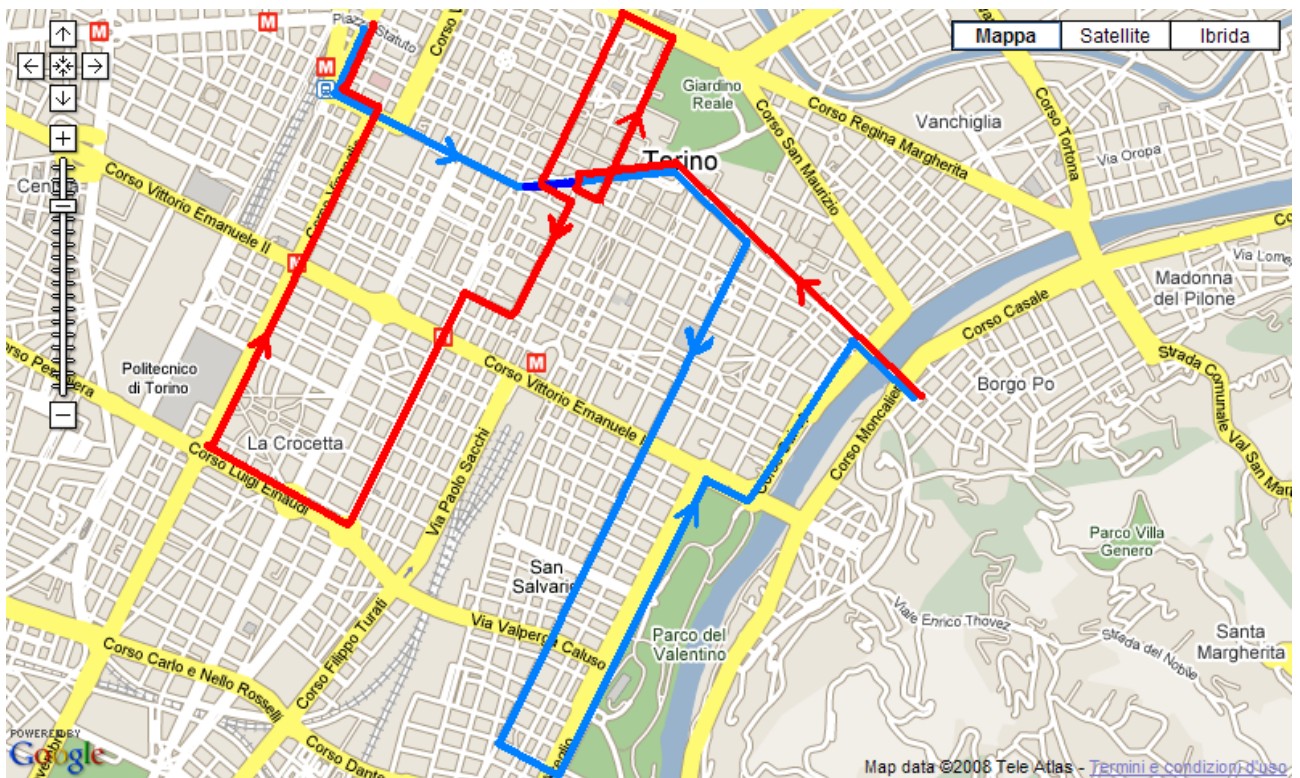 Mappa
Satellite
Ibrida
M
M
Statuto
M
Giardino
Reale
Corso Regina Margherita
Vanchiglia
Corso Tortona
Via Oropa
Torino
Corso San Maurizio
Corso Vittorio Emanuele II
M
Corso Casale
Madonna
del Pilone
Politecnico
di Torino
M
Corso Vittorio Emanuele II
Corso Moncalieri
Borgo Po
Strada Comunale Val San
La Crocetta
Corso Luigi Einaudi
Via Paolo Sacchi
Parco Villa
Genero
San
Salvario
Via Valperga Caluso
Parco del
Valentino
Viale Enrico Thovez
Strada del Nobile
Santa
Margherita
Corso Carlo e Nello Rosselli
Corso Filippo Turati
Corso Dante
POWERED BY
Google
Map data ©2008 Tele Atlas - Termini e condizioni d'uso